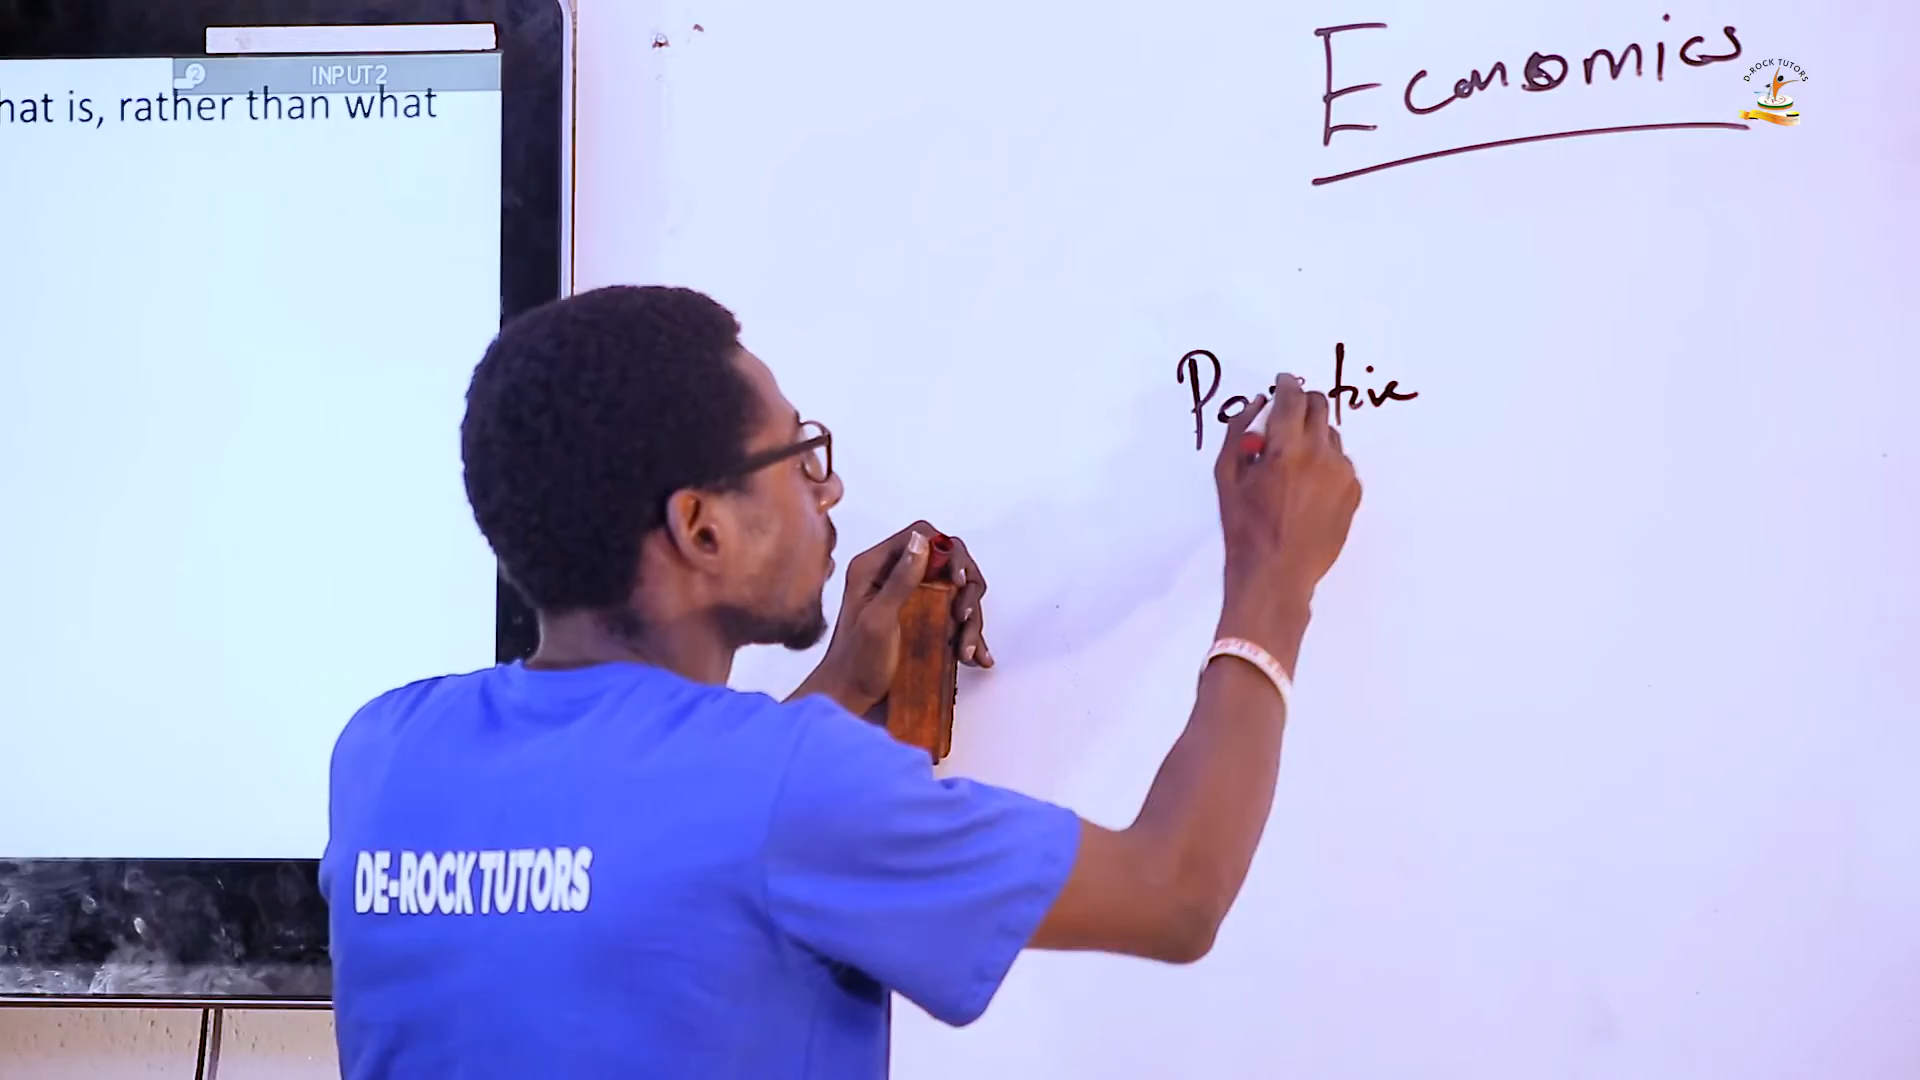 INPUT2
hat is, rather than what
Economics
D-ROCK TUTORS
Positive
DE-ROCK TUTORS